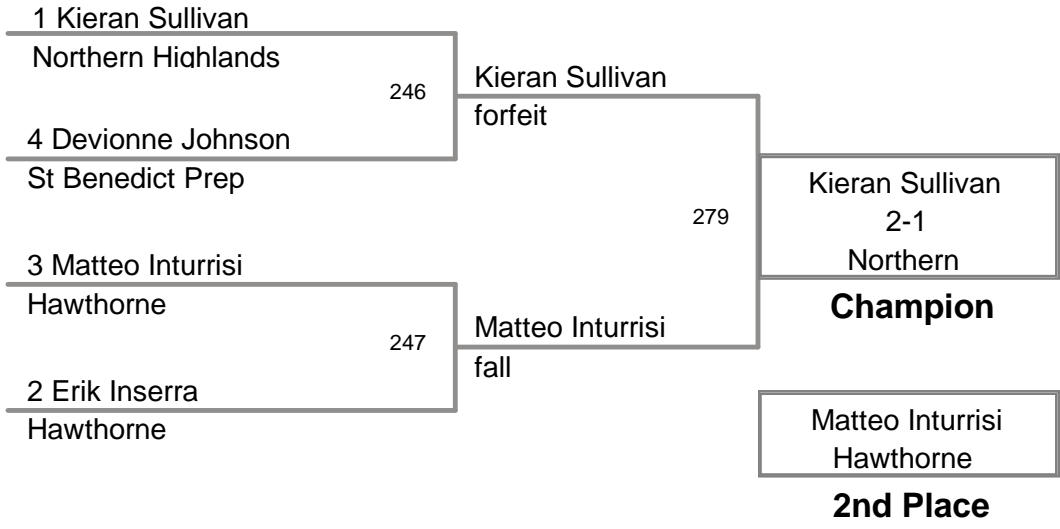 1 Kieran Sullivan
Northern Highlands
246
4 Devionne Johnson
St Benedict Prep
Kieran Sullivan
forfeit
3 Matteo Inturrisi
Hawthorne
247
2 Erik Inserra
Hawthorne
Matteo Inturrisi
fall
279
Kieran Sullivan
2-1
Northern
Champion
Matteo Inturrisi
Hawthorne
2nd Place